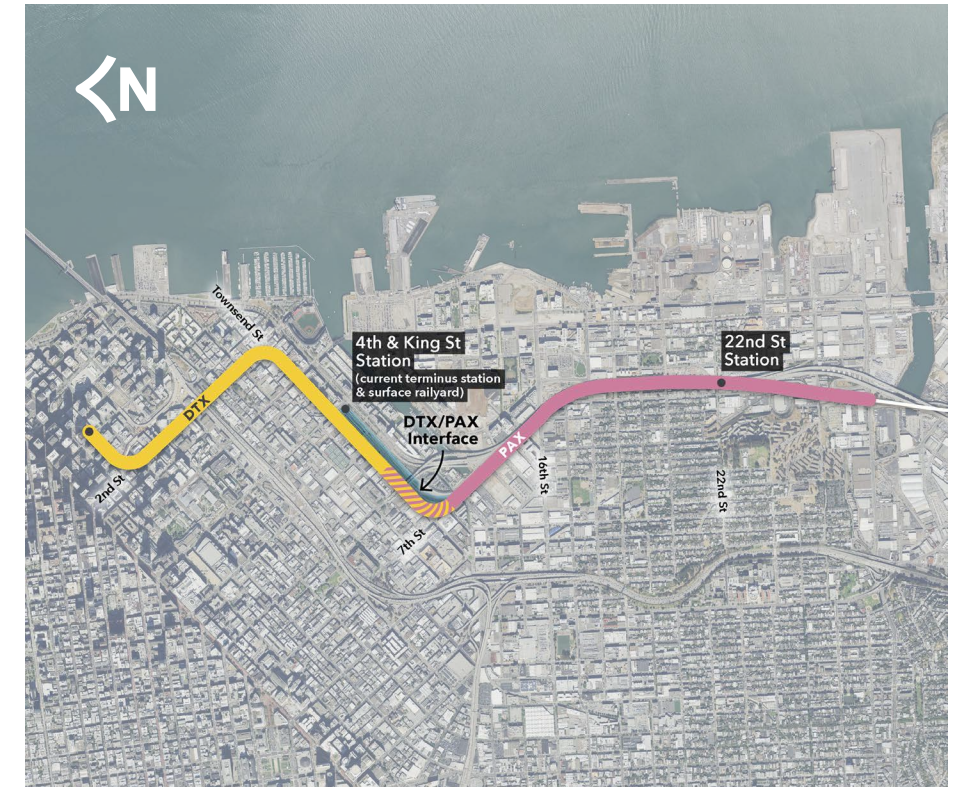 N
Townsend St
4th & King St
Station
(current terminus station
& surface railyard)
22nd St
Station
DTX
DTX/PAX
Interface
PAX
2nd St
16th St
22nd St
7th St